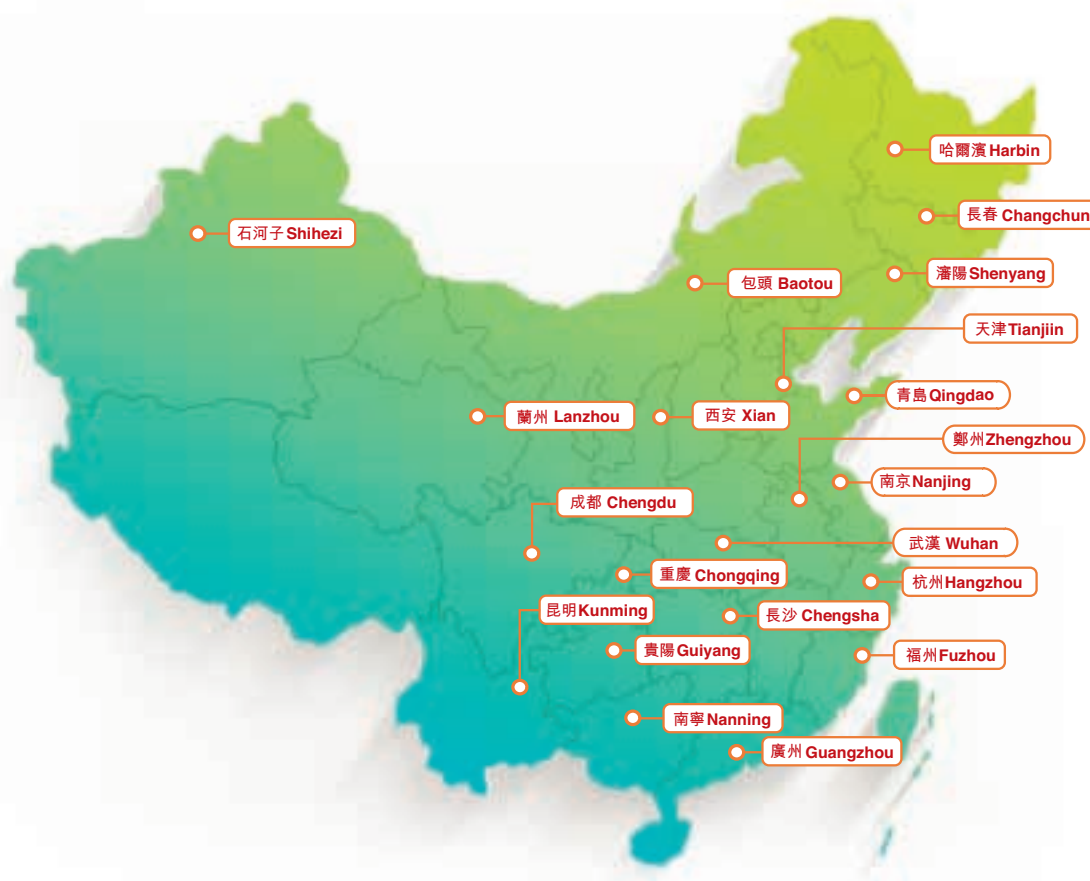 哈爾濱 Harbin
長春 Changchun
石河子 Shihezi
瀋陽 Shenyang
包頭 Baotou
天津 Tianjiin
青島 Qingdao
蘭州 Lanzhou
西安 Xian
鄭州 Zhengzhou
南京 Nanjing
成都 Chengdu
武漢 Wuhan
重慶 Chongqing
杭州 Hangzhou
昆明 Kunming
長沙 Chengsha
貴陽 Guiyang
福州 Fuzhou
南寧 Nanning
廣州 Guangzhou